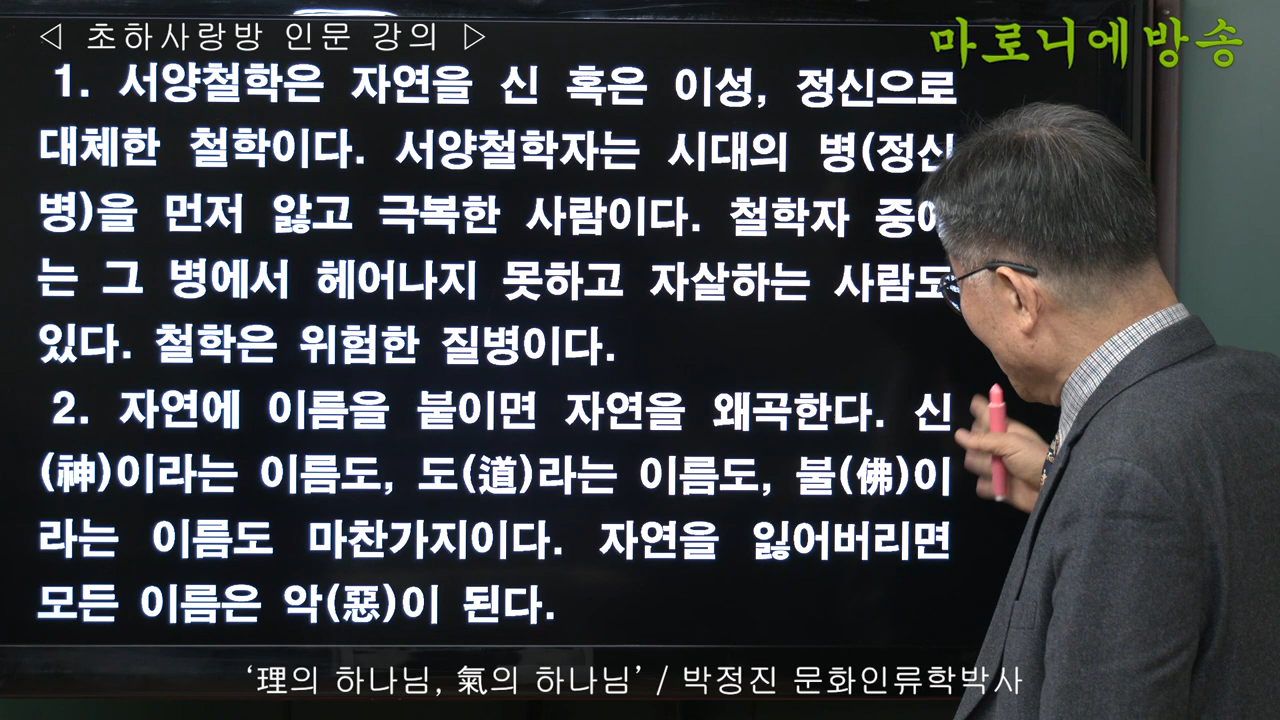 ◁ 초하사랑방 인문 강의 ▷
마로니에방송
1. 서양철학은 자연을 신 혹은 이성, 정신으로
대체한 철학이다. 서양철학자는 시대의 병(정신
병)을 먼저 앓고 극복한 사람이다. 철학자 중에
는 그 병에서 헤어나지 못하고 자살하는 사람도
있다. 철학은 위험한 질병이다.
2. 자연에 이름을 붙이면 자연을 왜곡한다. 신
(神)이라는 이름도, 도(道)라는 이름도, 불(佛)이
라는 이름도 마찬가지이다. 자연을 잃어버리면
모든 이름은 악(惡)이 된다.
‘理의 하나님, 氣의 하나님’ / 박정진 문화인류학박사